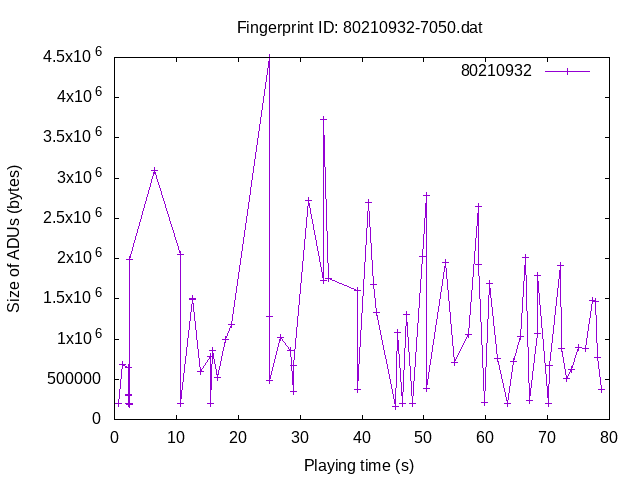 Fingerprint ID: 80210932-7050.dat
80210932
4.5x10^6
4x10^6
3.5x10^6
3x10^6
2.5x10^6
2x10^6
1.5x10^6
1x10^6
500000
0
Size of ADUs (bytes)
0 10 20 30 40 50 60 70 80
Playing time (s)